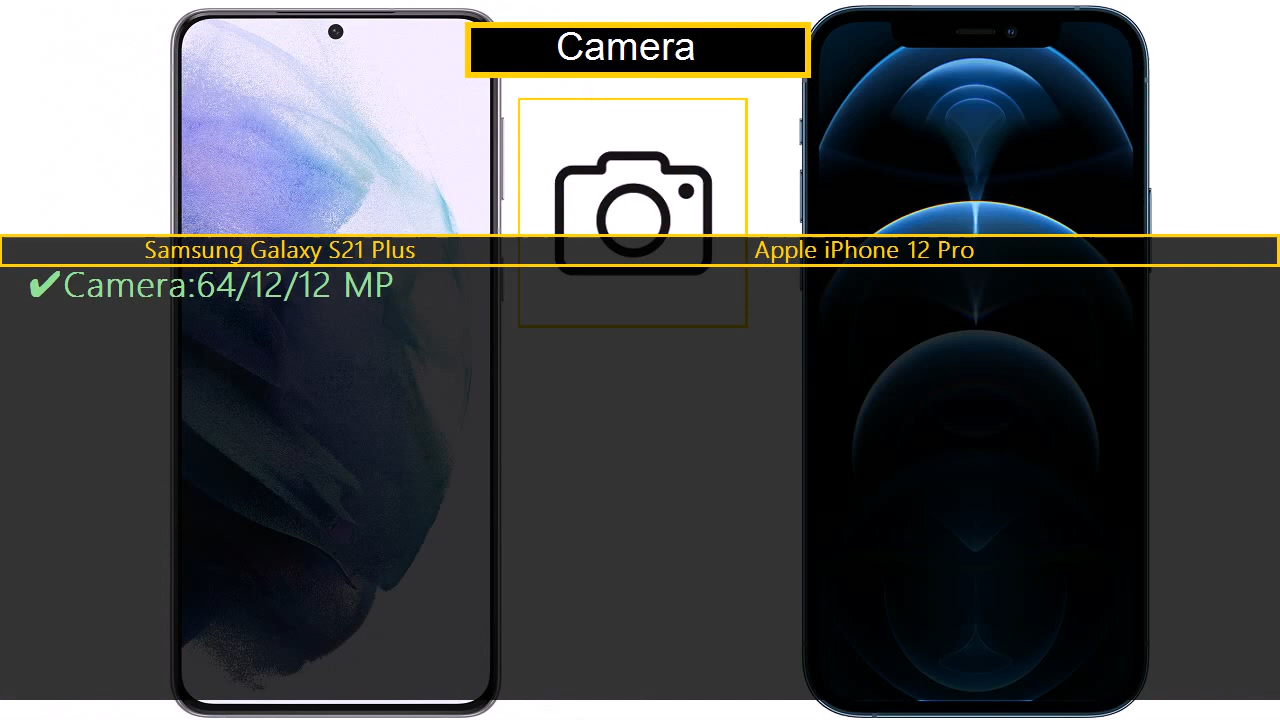 Camera
Samsung Galaxy S21 Plus
Apple iPhone 12 Pro
✔Camera:64/12/12 MP